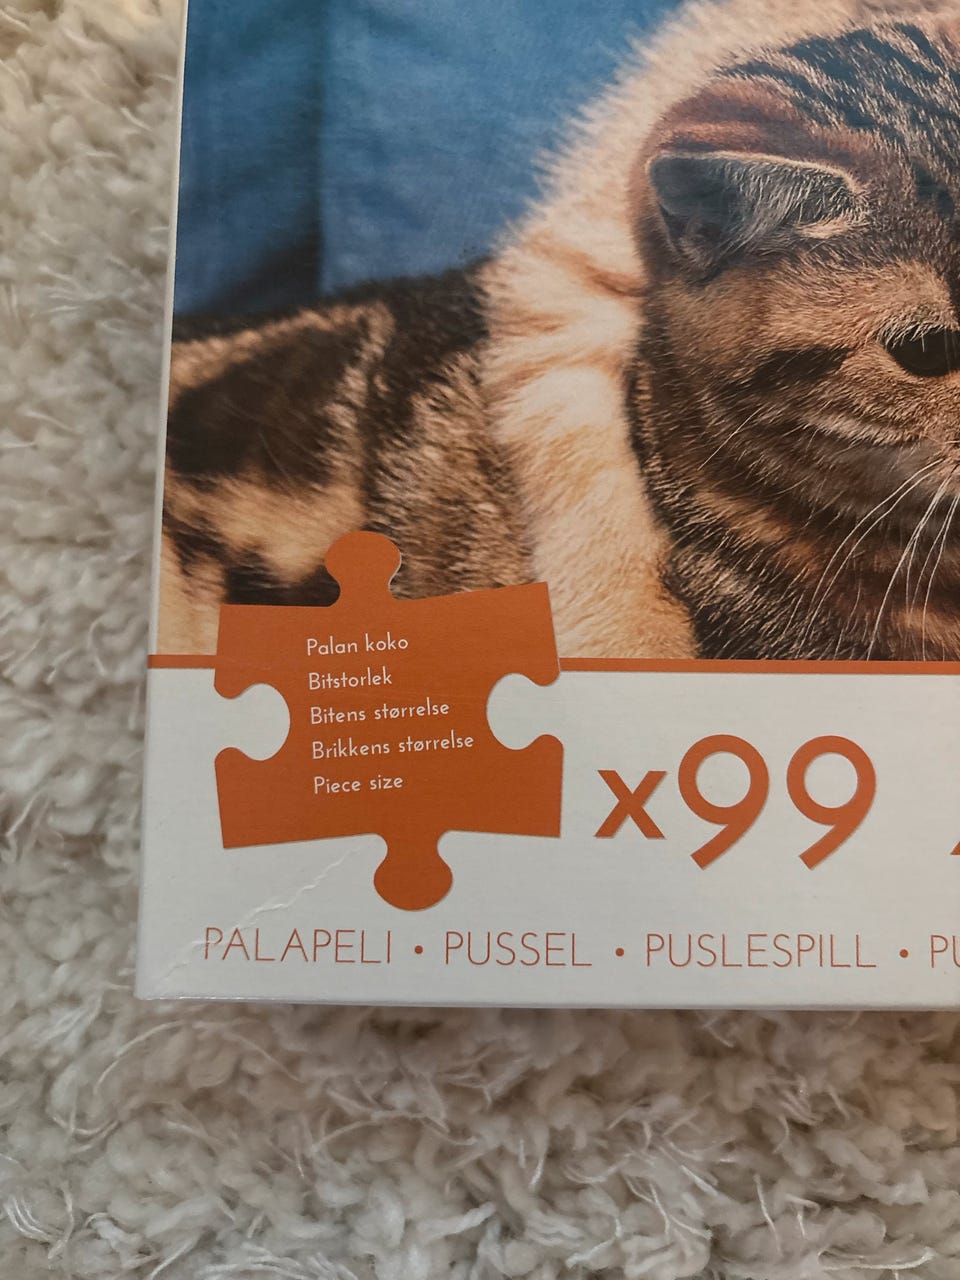 Palan koko
Bitstorlek
Bitens størrelse
Brikkens størrelse
Piece size
x99
PALAPELI • PUSSEL • PUSLESPILL •